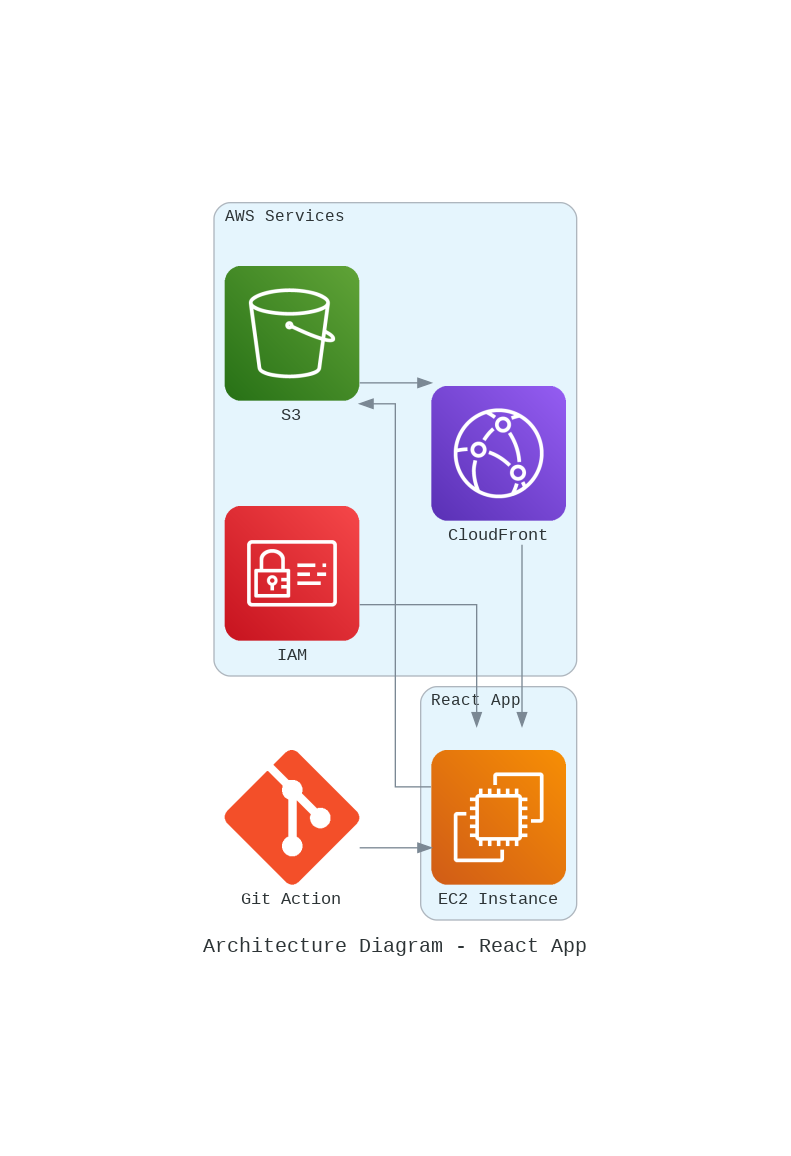 AWS Services
S3
CloudFront
IAM
React App
Git Action
EC2 Instance
Architecture Diagram - React App